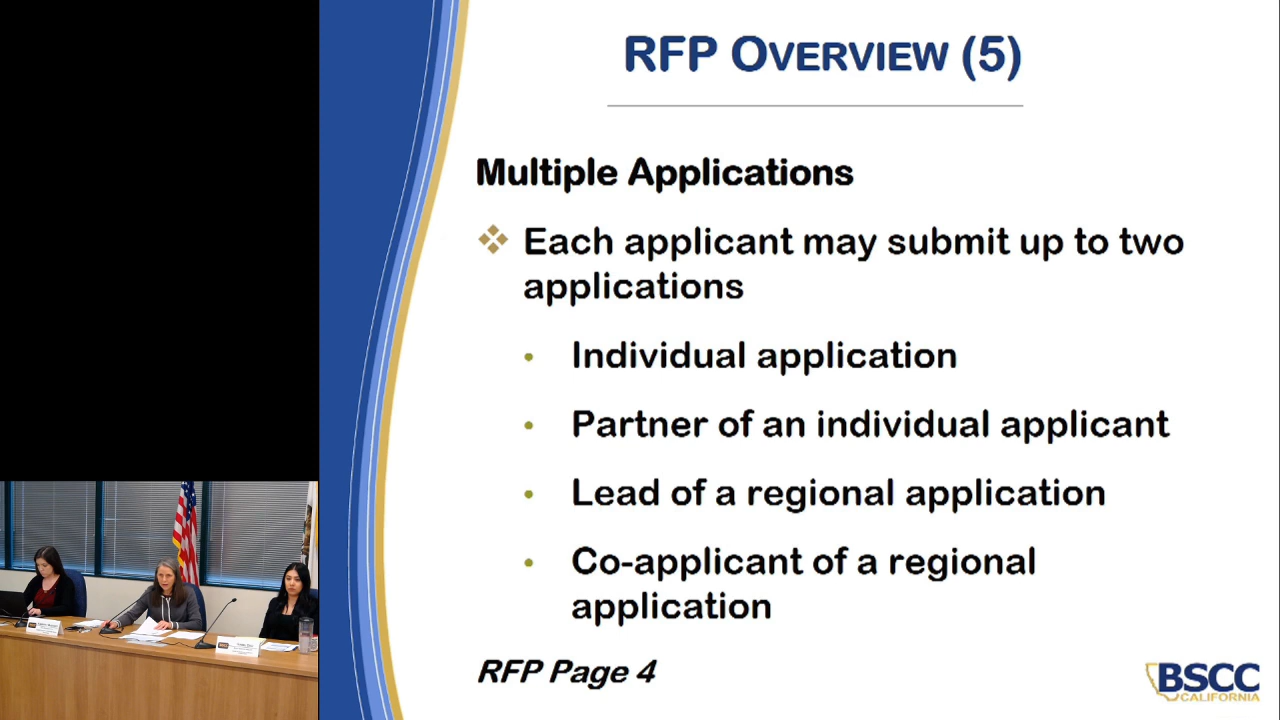 RFP OVERVIEW (5)
Multiple Applications
Each applicant may submit up to two
applications
Individual application
Partner of an individual applicant
Lead of a regional application
Co-applicant of a regional
application
RFP Page 4
BSCC
CALIFORNIA